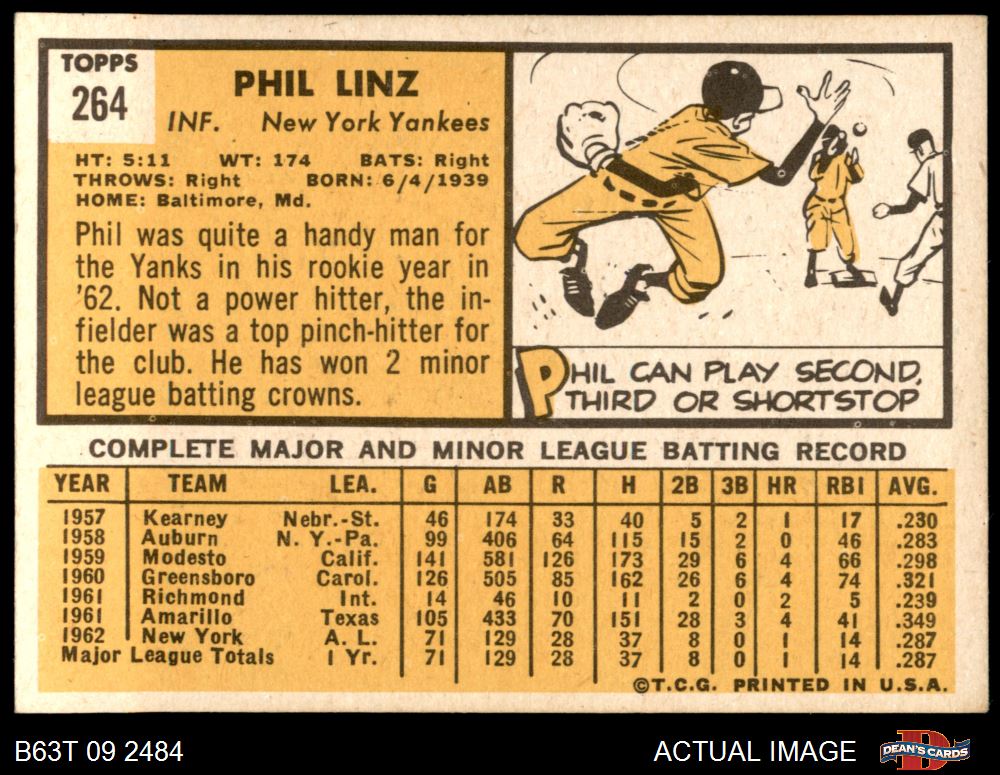 TOPPS
264
PHIL LINZ
INF. New York Yankees
HT: 5:11 WT: 174 BATS: Right
THROWS: Right BORN: 6/4/1939
HOME: Baltimore, Md.
Phil was quite a handy man for
the Yanks in his rookie year in
'62. Not a power hitter, the in-
fielder was a top pinch-hitter for
the club. He has won 2 minor
league batting crowns.
PHIL CAN PLAY SECOND,
THIRD OR SHORTSTOP
COMPLETE MAJOR AND MINOR LEAGUE BATTING RECORD
YEAR TEAM LEA. G AB R H 2B 3B HR RBI AVG.
1957 Kearney Nebr.-St. 46 174 33 40 5 2 1 17 .230
1958 Auburn N. Y.-Pa. 99 406 64 115 15 2 0 46 .283
1959 Modesto Calif. 141 581 126 173 29 6 4 66 .298
1960 Greensboro Carol. 126 505 85 162 26 6 4 74 .321
1961 Richmond Int. 14 46 10 11 2 0 2 5 .239
1961 Amarillo Texas 105 433 70 151 28 3 4 41 .349
1962 New York A. L. 71 129 28 37 8 0 1 14 .287
Major League Totals 1 Yr. 71 129 28 37 8 0 1 14 .287
©T.C.G. PRINTED IN U.S.A.
B63T 09 2484 ACTUAL IMAGE DEAN'S CARDS